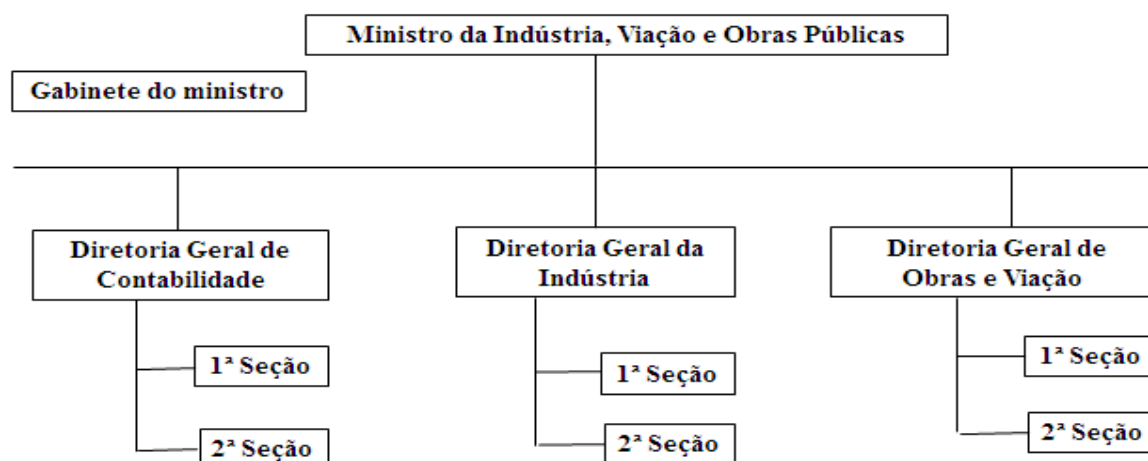 Ministro da Indústria, Viação e Obras Públicas
Gabinete do ministro
Diretoria Geral de
Contabilidade
1ª Seção
2ª Seção
Diretoria Geral da
Indústria
1ª Seção
2ª Seção
Diretoria Geral de
Obras e Viação
1ª Seção
2ª Seção